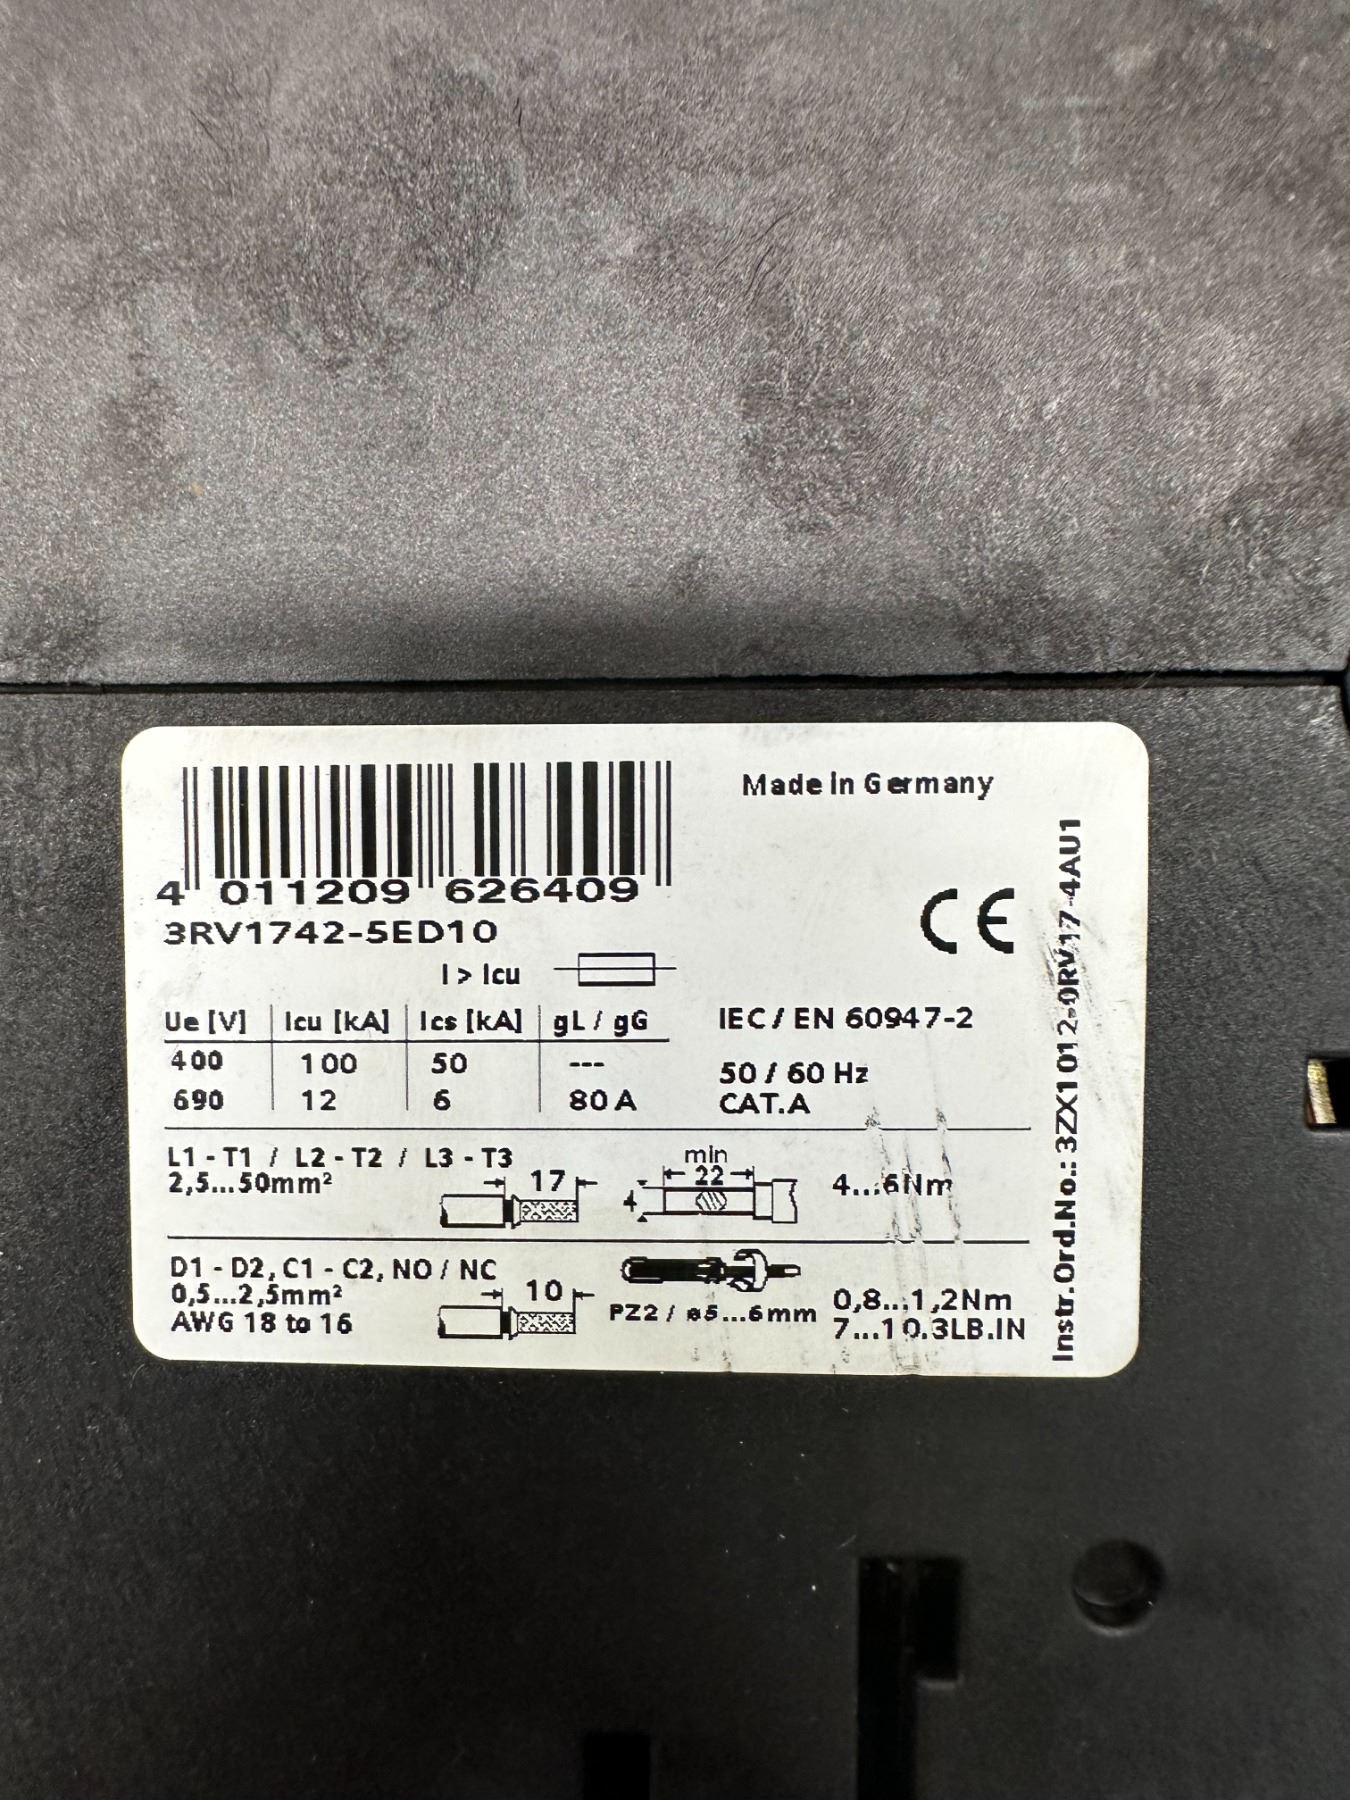 Made in Germany
4 011209 626409
3RV1742-5ED10
CE
I > Icu
Ue [V] Icu [kA] Ics [kA] gL / gG
400 100 50 ---
690 12 6 80 A
IEC / EN 60947-2
50 / 60 Hz
CAT.A
L1 - T1 / L2 - T2 / L3 - T3
2,5...50mm²
17
min
22
4
4...6Nm
D1 - D2, C1 - C2, NO / NC
0,5...2,5mm²
AWG 18 to 16
10
PZ2 / ø5...6mm
0,8...1,2Nm
7...10.3LB.IN
Instr.Ord.No.: 3ZX1012-0RV17-4AU1